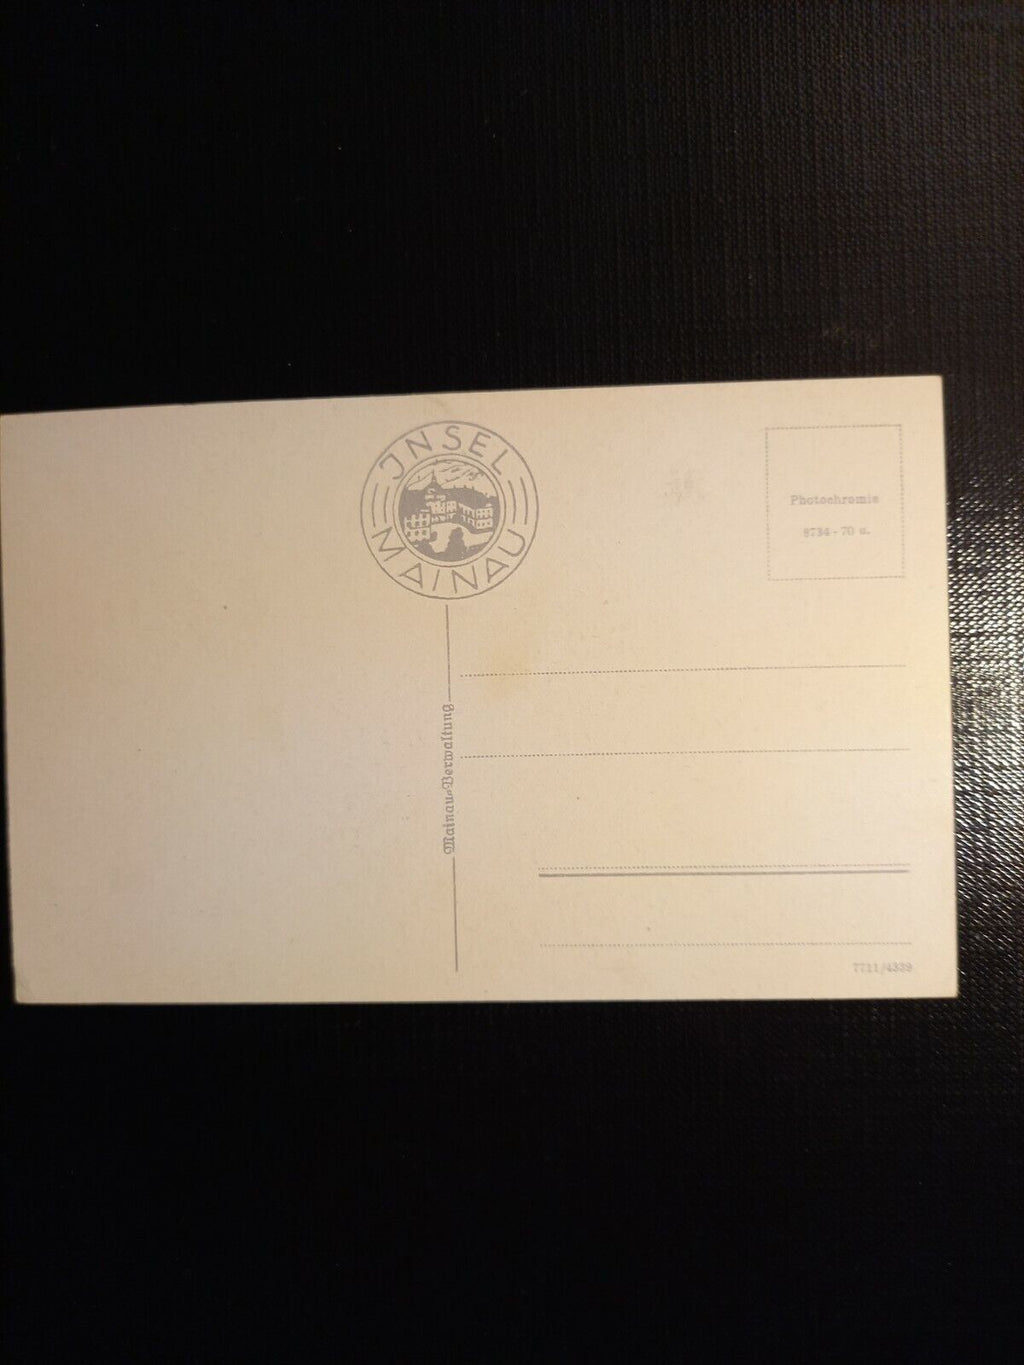 JNSEL
MAINAU
Photochromie
8734 - 70 u.
Mainau-Verwaltung
7711/4339